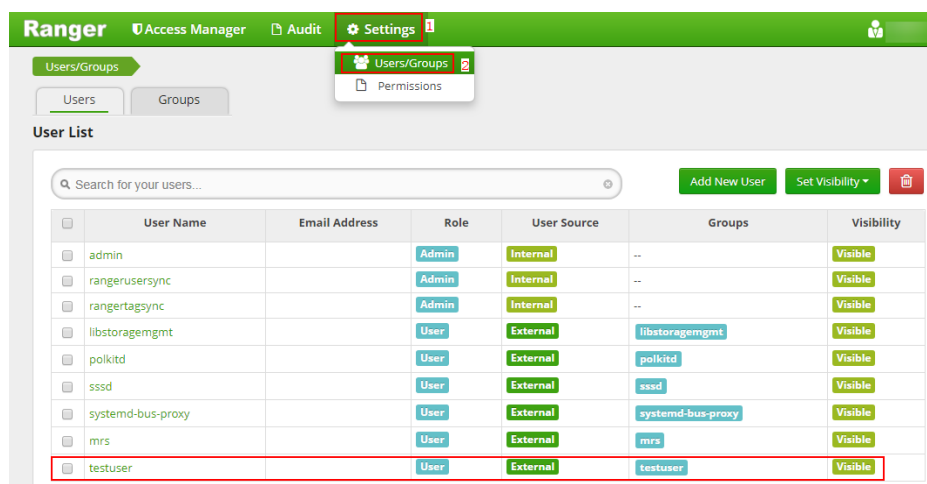 Ranger Access Manager Audit Settings 1
Users/Groups Users/Groups 2
Permissions
Users Groups
User List
Search for your users... Add New User Set Visibility
User Name Email Address Role User Source Groups Visibility
admin Admin Internal -- Visible
rangerusersync Admin Internal -- Visible
rangertagsync Admin Internal -- Visible
libstoragemgmt User External libstoragemgmt Visible
polkitd User External polkitd Visible
sssd User External sssd Visible
systemd-bus-proxy User External systemd-bus-proxy Visible
mrs User External mrs Visible
testuser User External testuser Visible